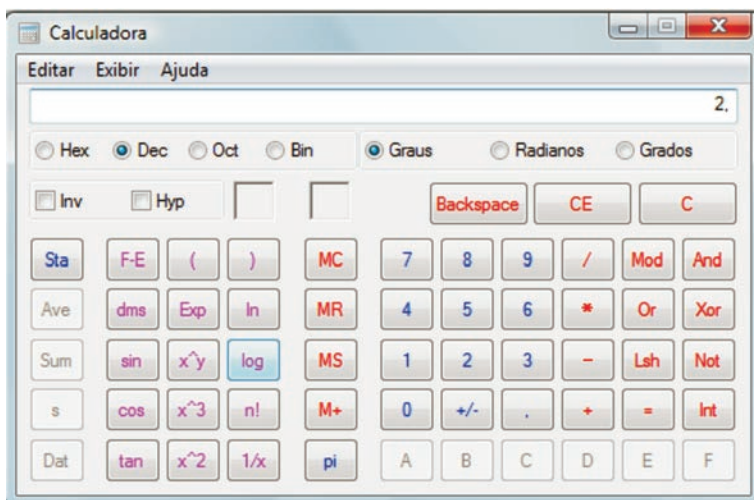 Calculadora
Editar Exibir Ajuda
2,
Hex Dec Oct Bin Graus Radianos Grados
Inv Hyp Backspace CE C
Sta F-E ( ) MC 7 8 9 / Mod And
Ave dms Exp ln MR 4 5 6 * Or Xor
Sum sin x^y log MS 1 2 3 - Lsh Not
s cos x^3 n! M+ 0 +/- , + = Int
Dat tan x^2 1/x pi A B C D E F